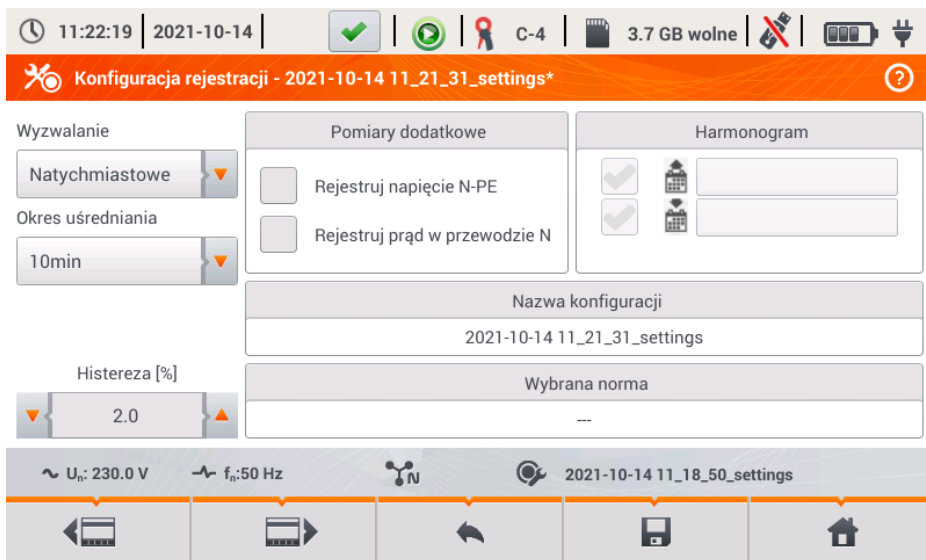 11:22:19 2021-10-14 C-4 3.7 GB wolne
Konfiguracja rejestracji - 2021-10-14 11_21_31_settings*
Wyzwalanie
Natychmiastowe
Okres uśredniania
10min
Histereza [%]
2.0
Pomiary dodatkowe
Rejestruj napięcie N-PE
Rejestruj prąd w przewodzie N
Harmonogram
Nazwa konfiguracji
2021-10-14 11_21_31_settings
Wybrana norma
---
Un: 230.0 V fn:50 Hz N 2021-10-14 11_18_50_settings